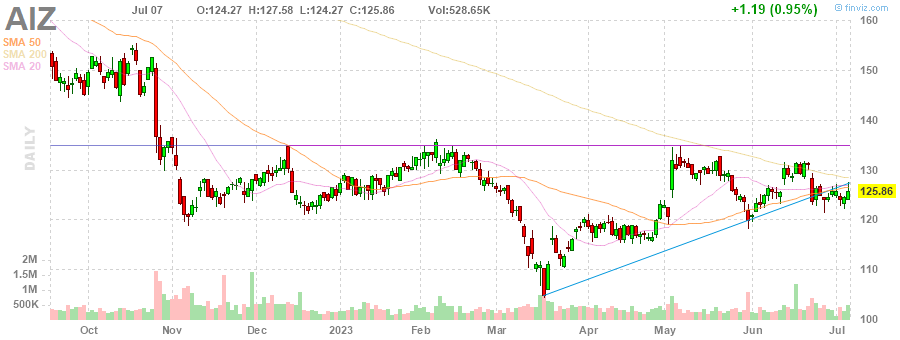 AIZ Jul 07 O:124.27 H:127.58 L:124.27 C:125.86 Vol:528.65K +1.19 (0.95%) finviz.com
SMA 50
SMA 200
SMA 20
DAILY
160
150
140
130
125.86
120
110
100
2M
1.5M
1M
500K
Oct Nov Dec 2023 Feb Mar Apr May Jun Jul